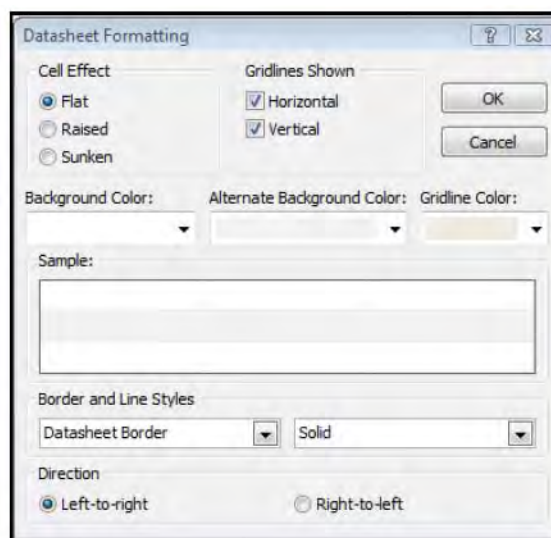 Datasheet Formatting
Cell Effect
Flat
Raised
Sunken
Gridlines Shown
Horizontal
Vertical
OK
Cancel
Background Color:
Alternate Background Color:
Gridline Color:
Sample:
Border and Line Styles
Datasheet Border
Solid
Direction
Left-to-right
Right-to-left